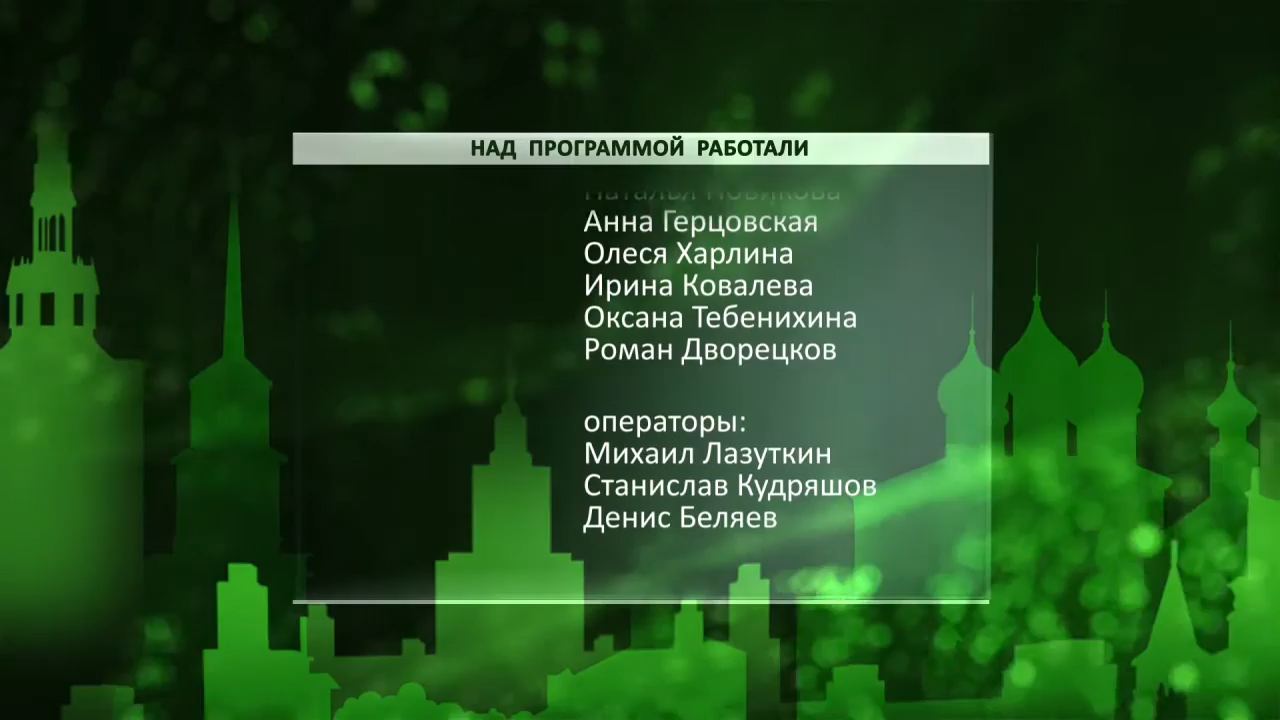 НАД ПРОГРАММОЙ РАБОТАЛИ
Наталья
Анна Герцовская
Олеся Харлина
Ирина Ковалева
Оксана Тебенихина
Роман Дворецков
операторы:
Михаил Лазуткин
Станислав Кудряшов
Денис Беляев